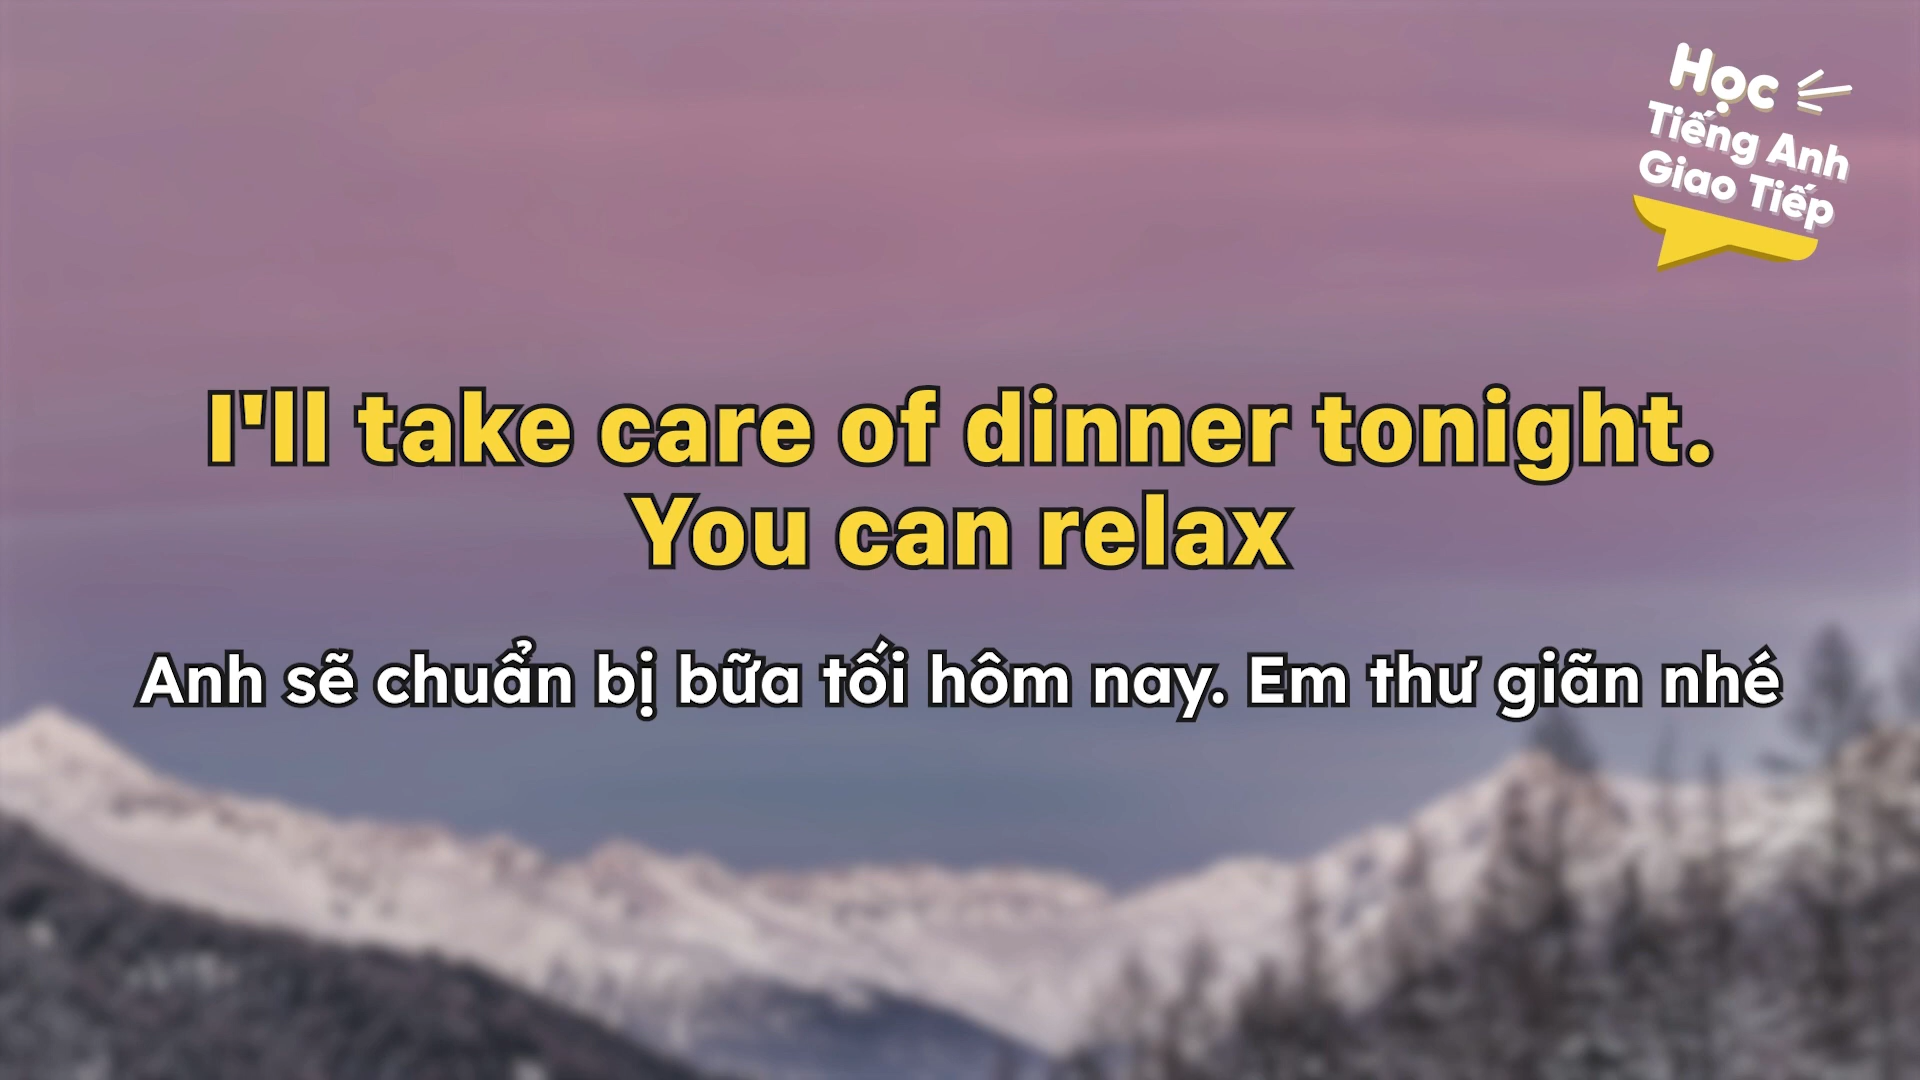 Học
Tiếng Anh
Giao Tiếp
I'll take care of dinner tonight.
You can relax
Anh sẽ chuẩn bị bữa tối hôm nay. Em thư giãn nhé